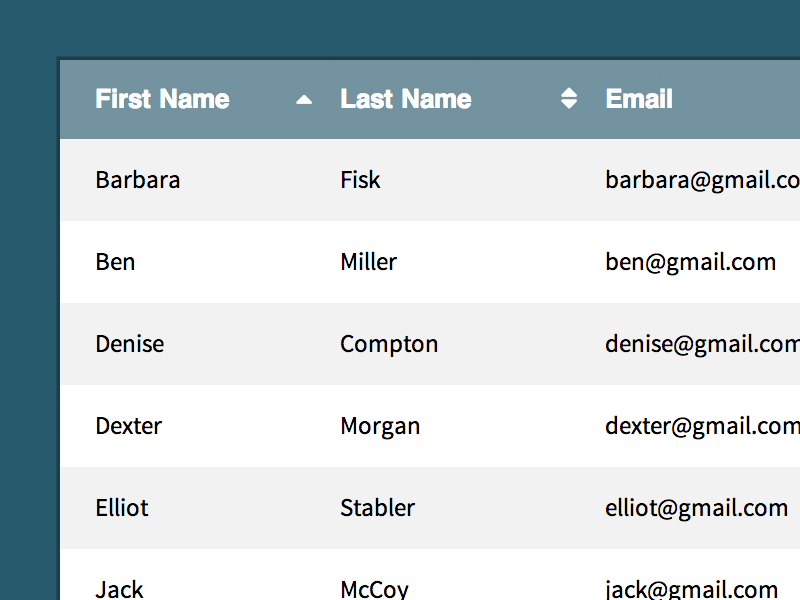 First Name Last Name Email
Barbara Fisk barbara@gmail.co
Ben Miller ben@gmail.com
Denise Compton denise@gmail.com
Dexter Morgan dexter@gmail.com
Elliot Stabler elliot@gmail.com
Jack McCoy jack@gmail.com